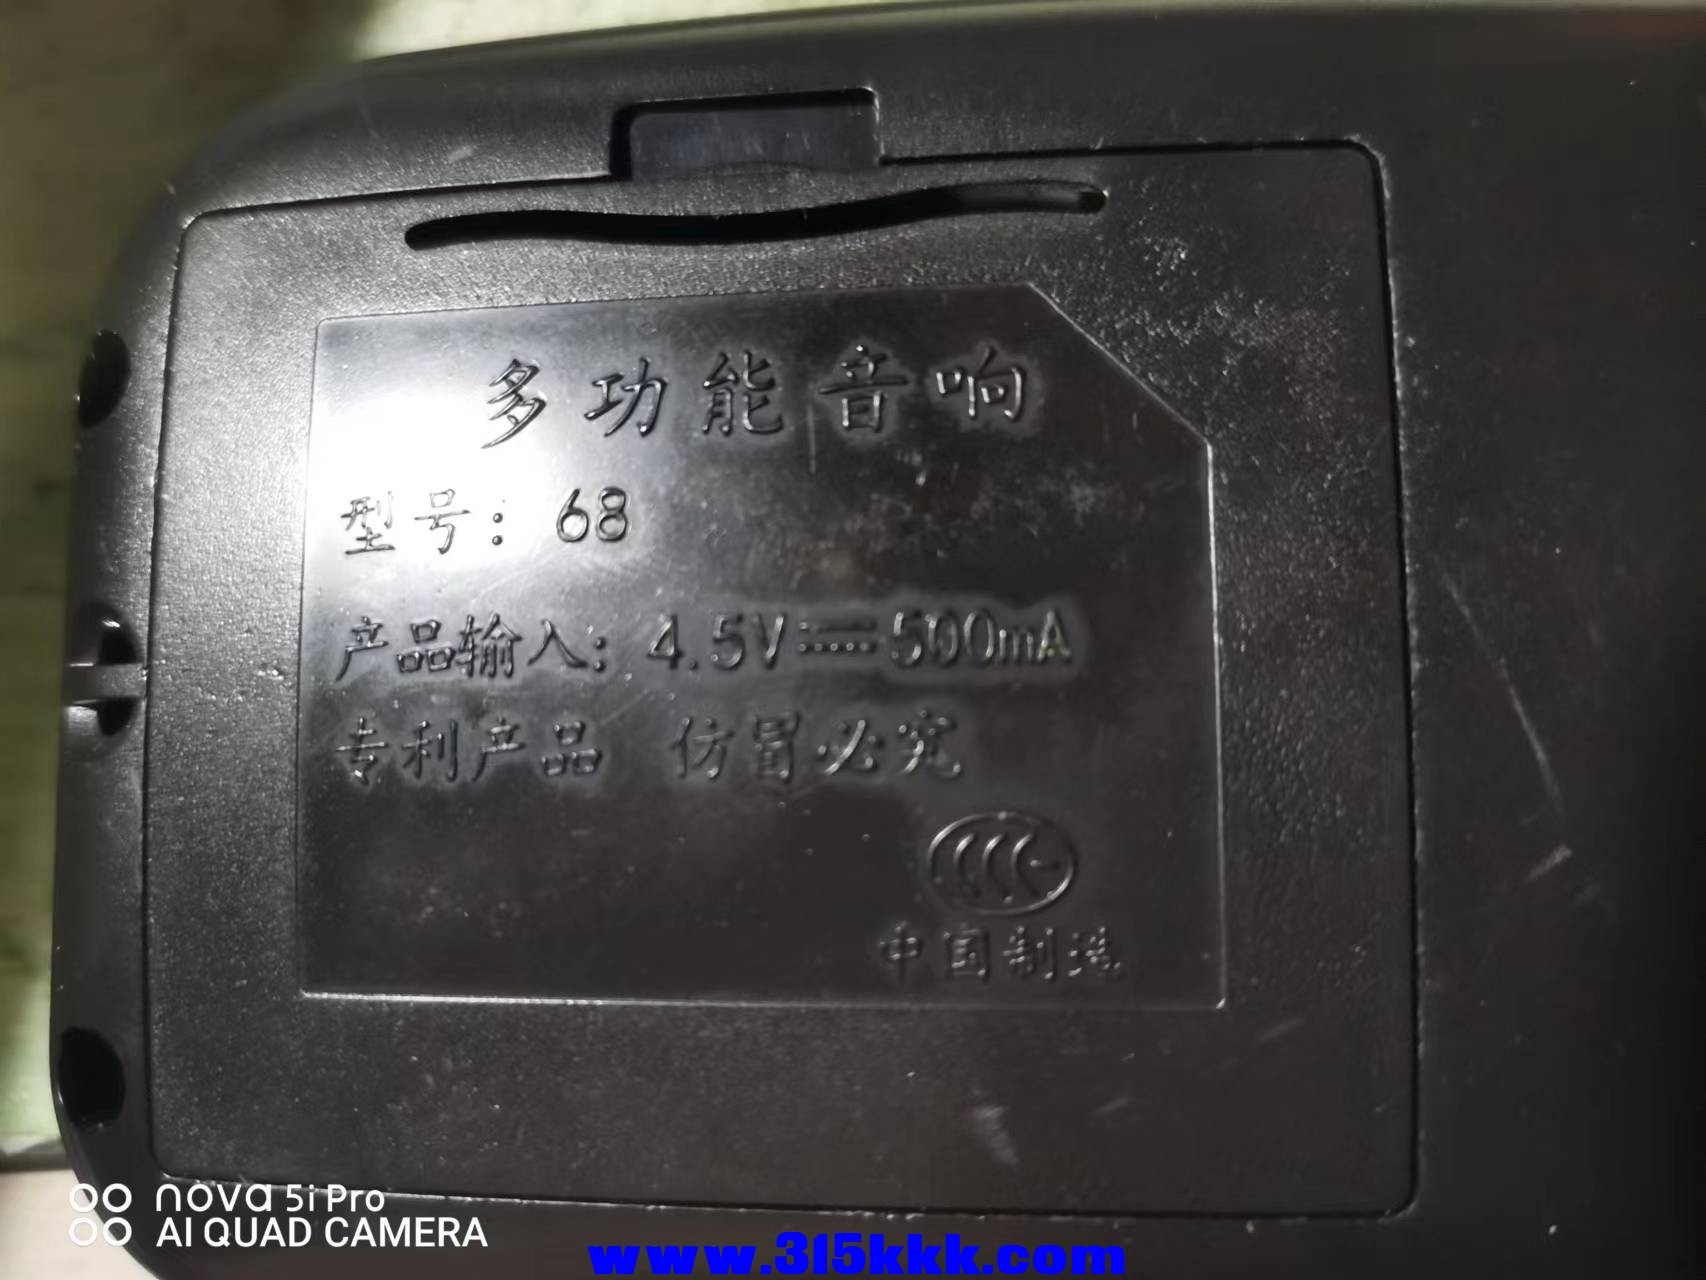 多功能音响
型号：68
产品输入：4.5V⎓500mA
专利产品 仿冒必究
CCC
中国制造
nova 5i Pro
AI QUAD CAMERA
www.315kkk.com